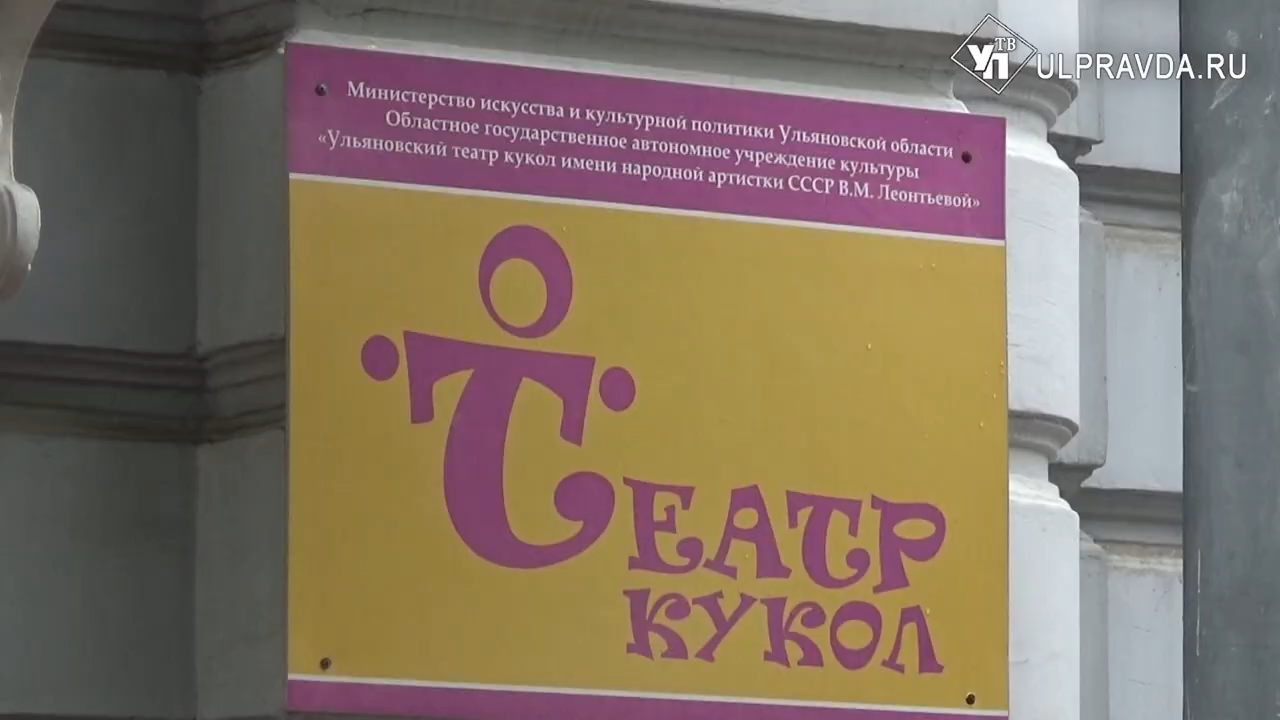 УП ТВ ULPRAVDA.RU
Министерство искусства и культурной политики Ульяновской области
Областное государственное автономное учреждение культуры
«Ульяновский театр кукол имени народной артистки СССР В.М. Леонтьевой»
Театр
кукол